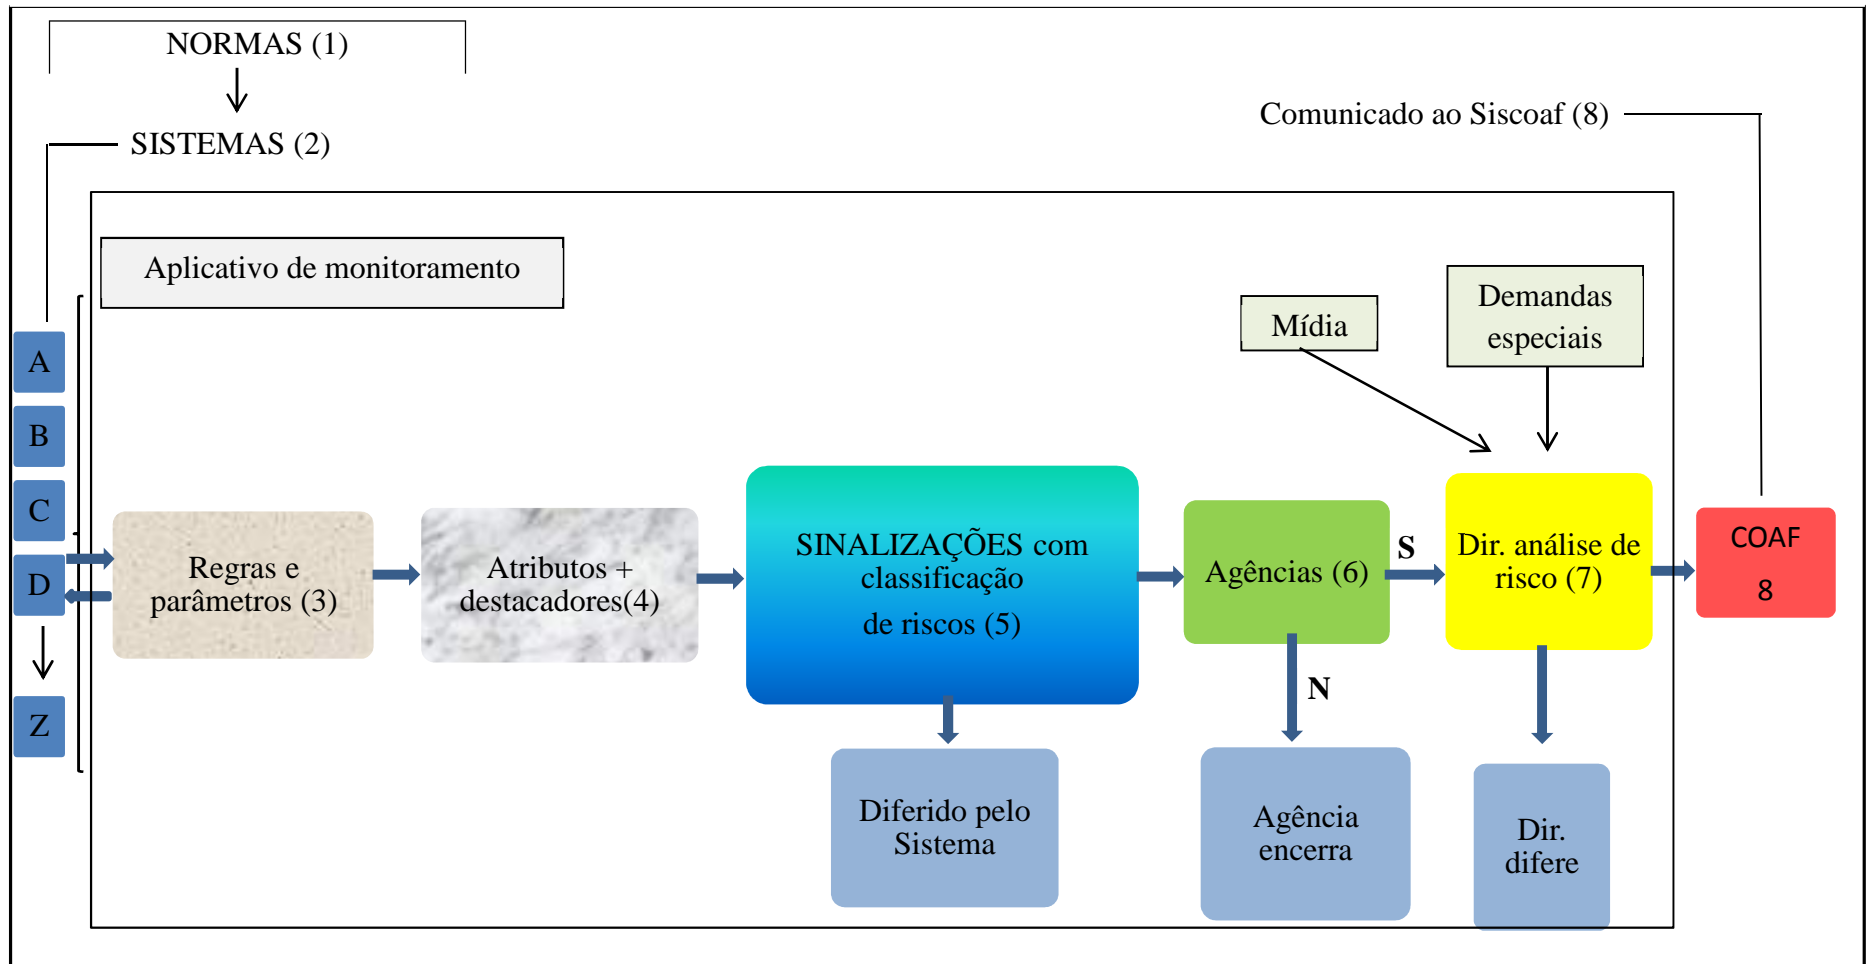 NORMAS (1)
SISTEMAS (2)
Comunicado ao Siscoaf (8)
Aplicativo de monitoramento
Mídia
Demandas
especiais
A
B
C
D
Z
Regras e
parâmetros (3)
Atributos +
destacadores(4)
SINALIZAÇÕES com
classificação
de riscos (5)
Agências (6)
S
N
Dir. análise de
risco (7)
COAF
8
Diferido pelo
Sistema
Agência
encerra
Dir.
difere